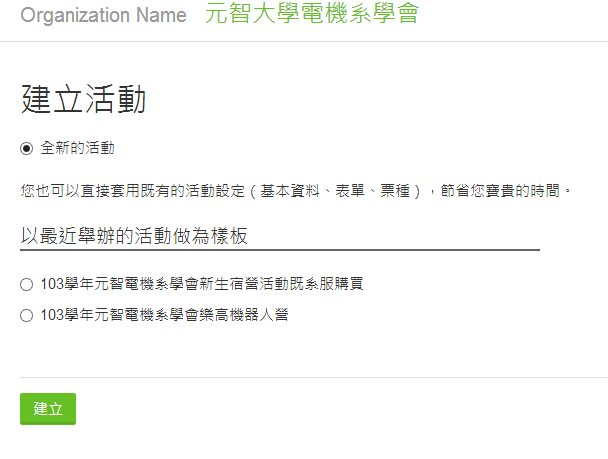 Organization Name 元智大學電機系學會
建立活動
全新的活動
您也可以直接套用既有的活動設定（基本資料、表單、票種），節省您寶貴的時間。
以最近舉辦的活動做為樣板
103學年元智電機系學會新生宿營活動既系服購買
103學年元智電機系學會樂高機器人營
建立